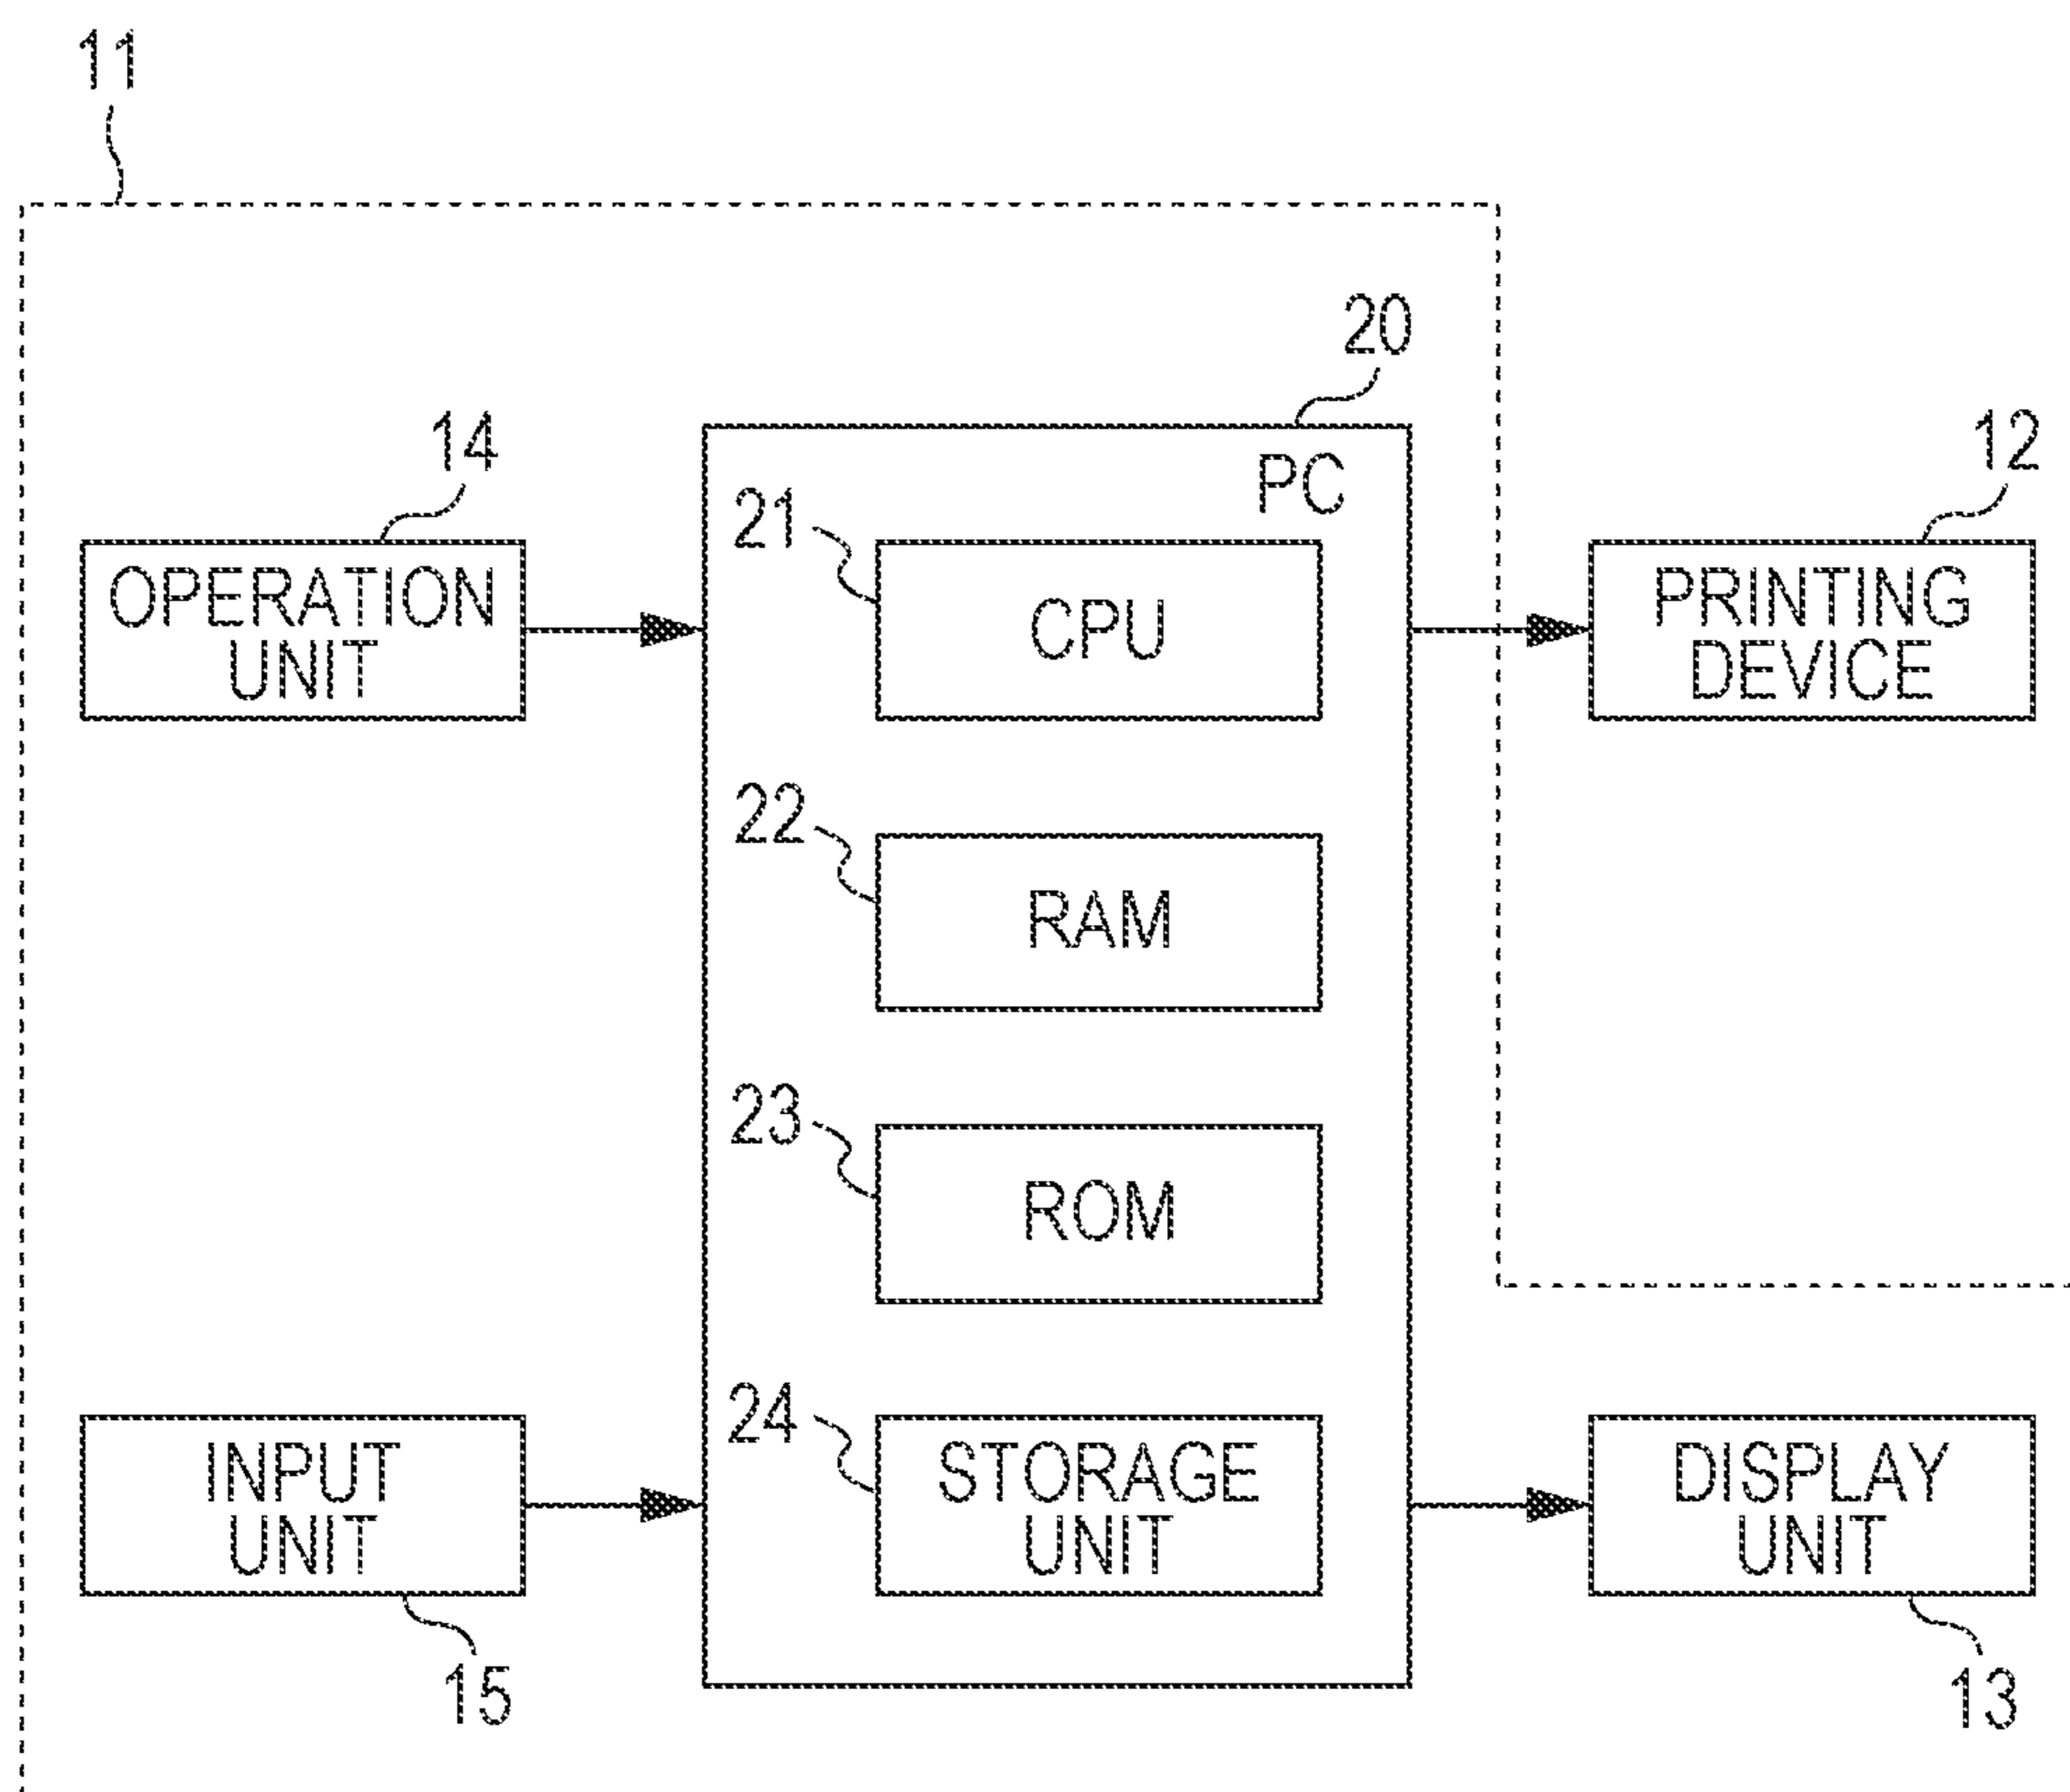 11
20
14
12
PC
21
OPERATION
UNIT
CPU
PRINTING
DEVICE
22
RAM
23
ROM
24
INPUT
UNIT
STORAGE
UNIT
DISPLAY
UNIT
15
13